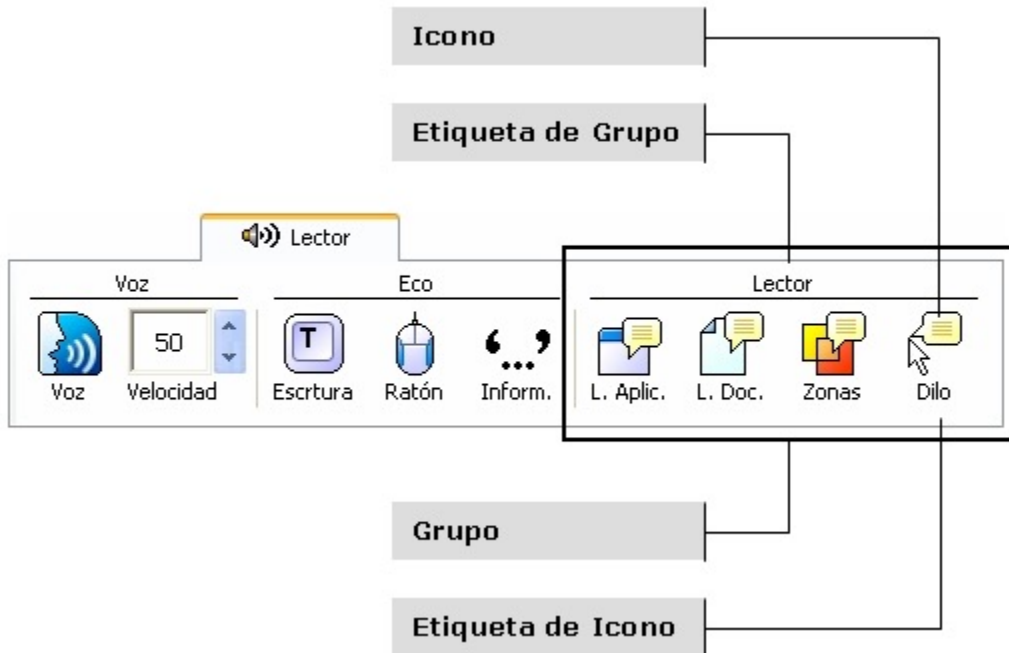 Icono
Etiqueta de Grupo
Lector
Voz Eco Lector
T 50
Voz Velocidad Escrtura Ratón Inform. L. Aplic. L. Doc. Zonas Dilo
Grupo
Etiqueta de Icono